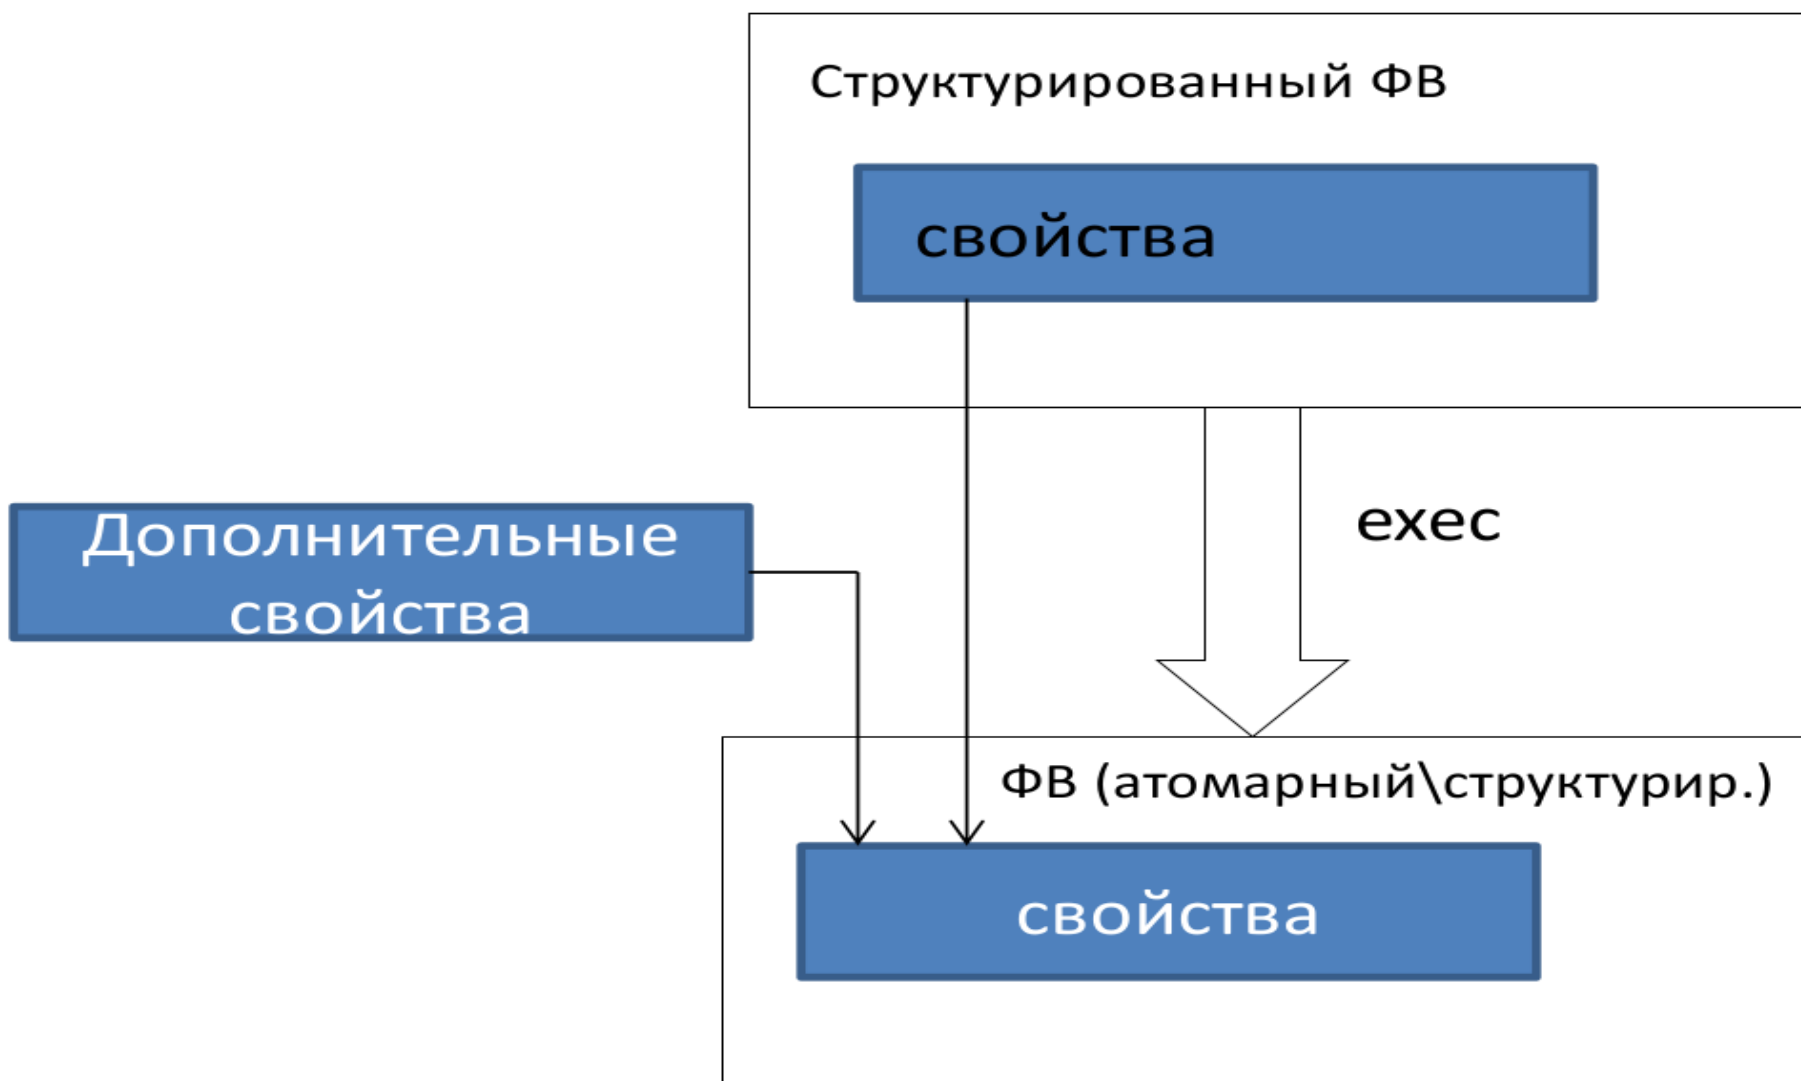 Структурированный ФВ
свойства
Дополнительные
свойства
exec
ФВ (атомарный\структурир.)
свойства